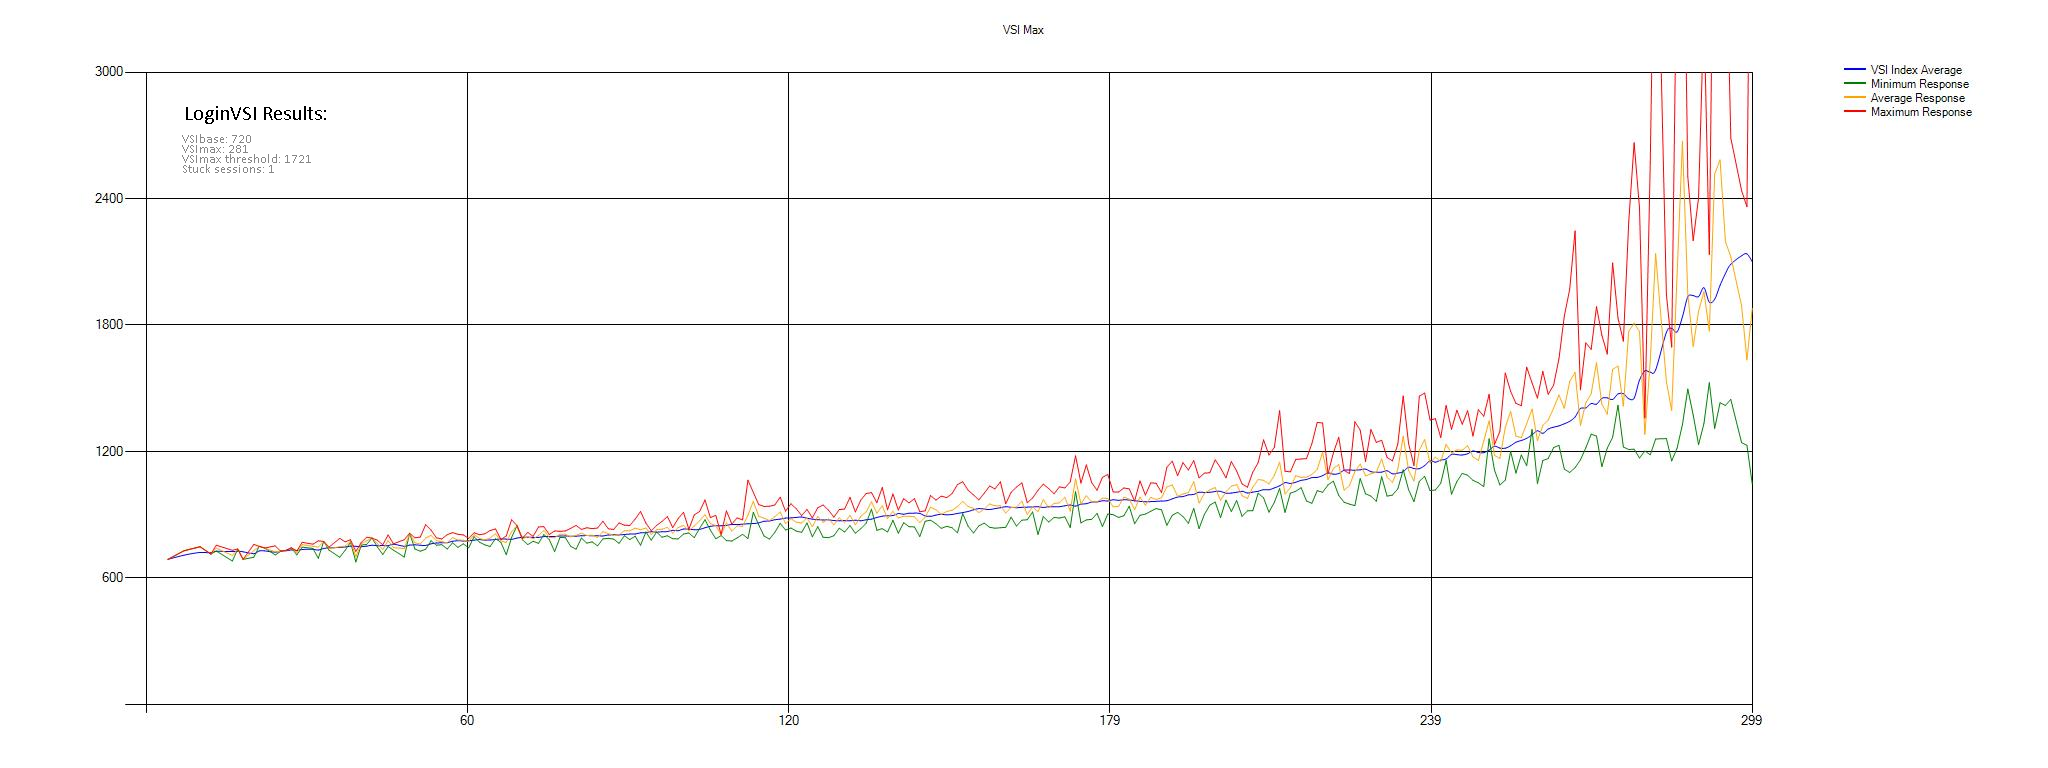 VSI Max
3000
2400
1800
1200
600
LoginVSI Results:
VSIbase: 720
VSImax: 281
VSImax threshold: 1721
Stuck sessions: 1
VSI Index Average
Minimum Response
Average Response
Maximum Response
60
120
179
239
299